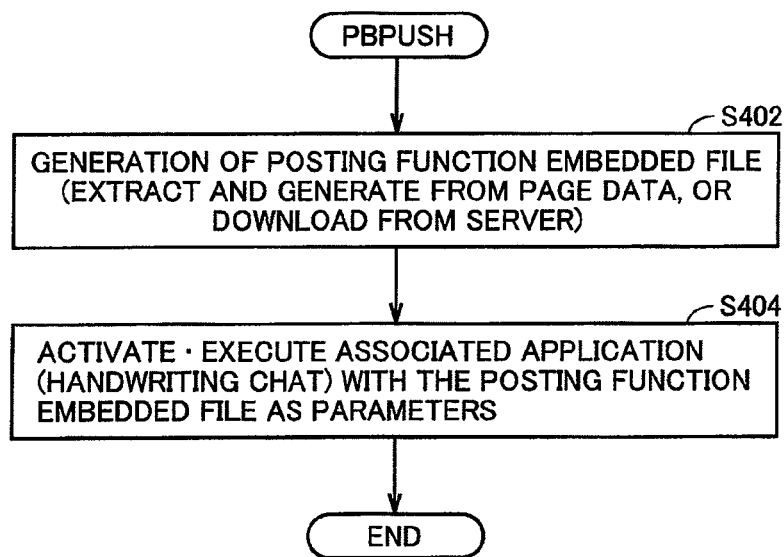 PBPUSH
S402
GENERATION OF POSTING FUNCTION EMBEDDED FILE
(EXTRACT AND GENERATE FROM PAGE DATA, OR
DOWNLOAD FROM SERVER)
S404
ACTIVATE · EXECUTE ASSOCIATED APPLICATION
(HANDWRITING CHAT) WITH THE POSTING FUNCTION
EMBEDDED FILE AS PARAMETERS
END